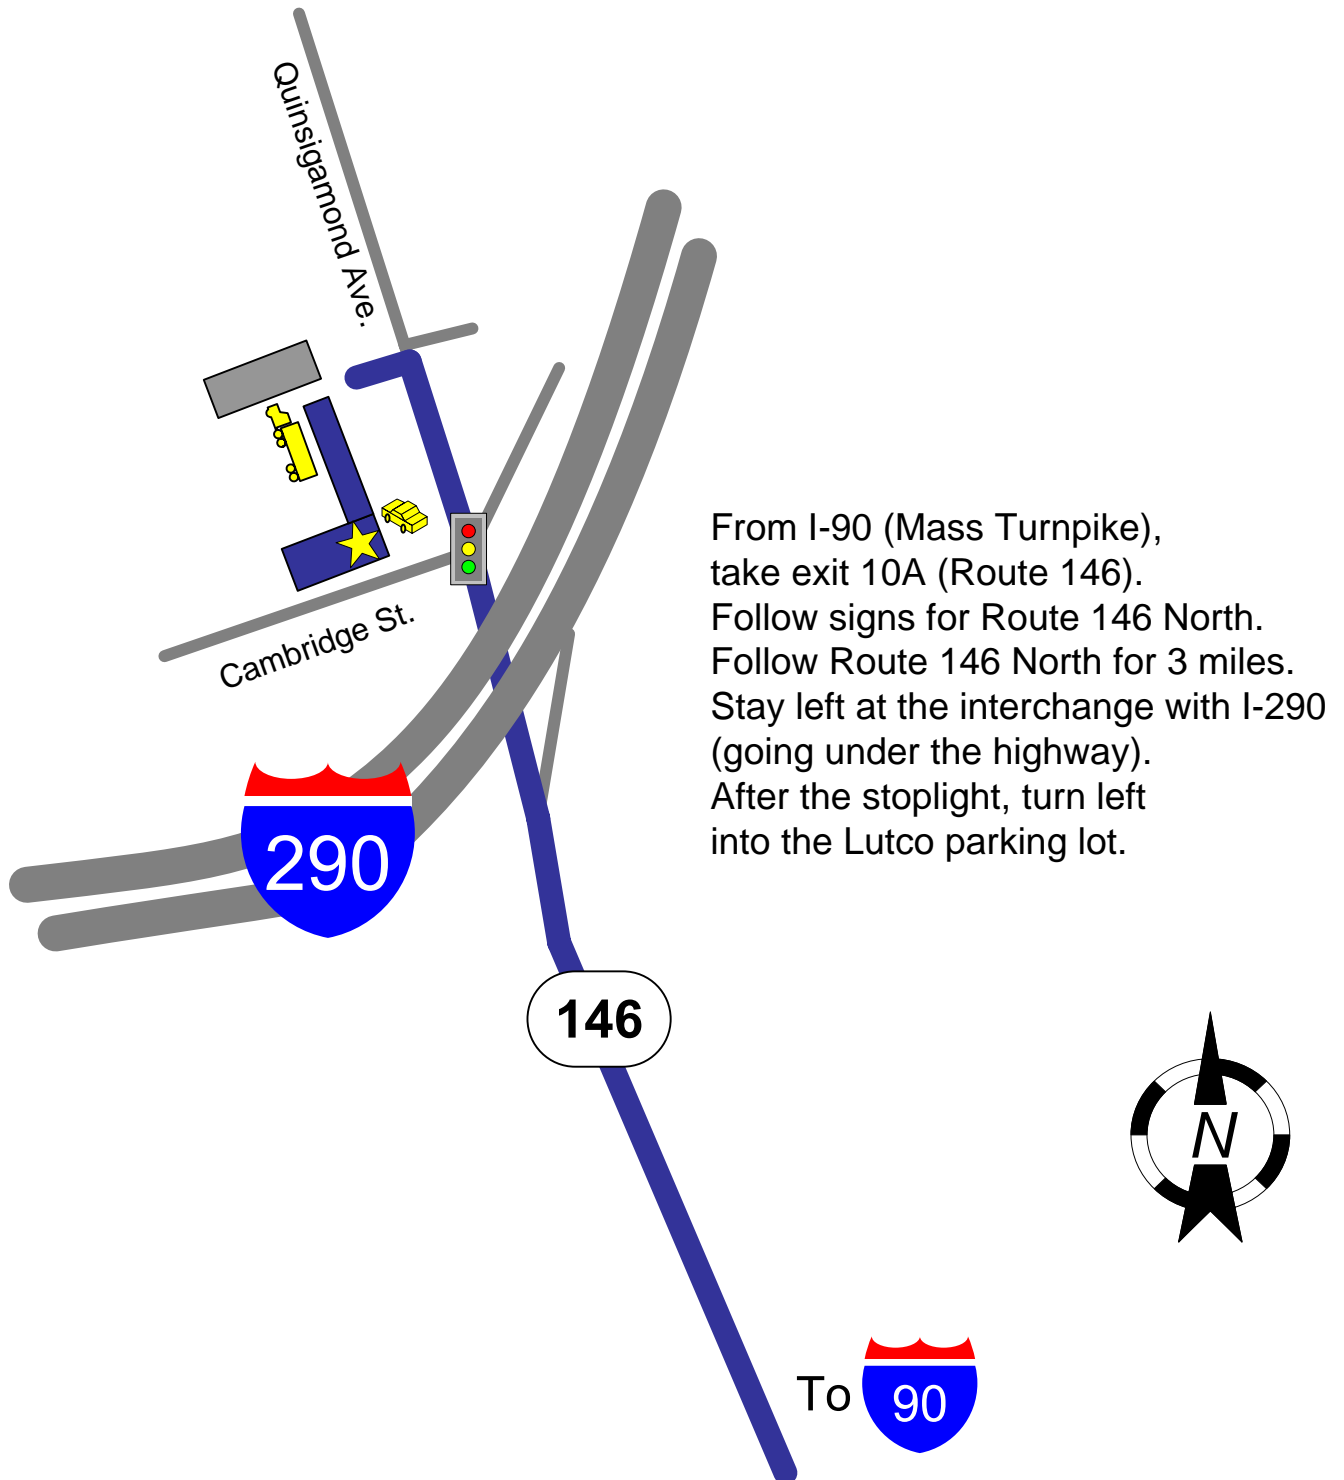 Quinsigamond Ave.
From I-90 (Mass Turnpike),
take exit 10A (Route 146).
Follow signs for Route 146 North.
Follow Route 146 North for 3 miles.
Stay left at the interchange with I-290
(going under the highway).
After the stoplight, turn left
into the Lutco parking lot.
Cambridge St.
290
146
N
To 90